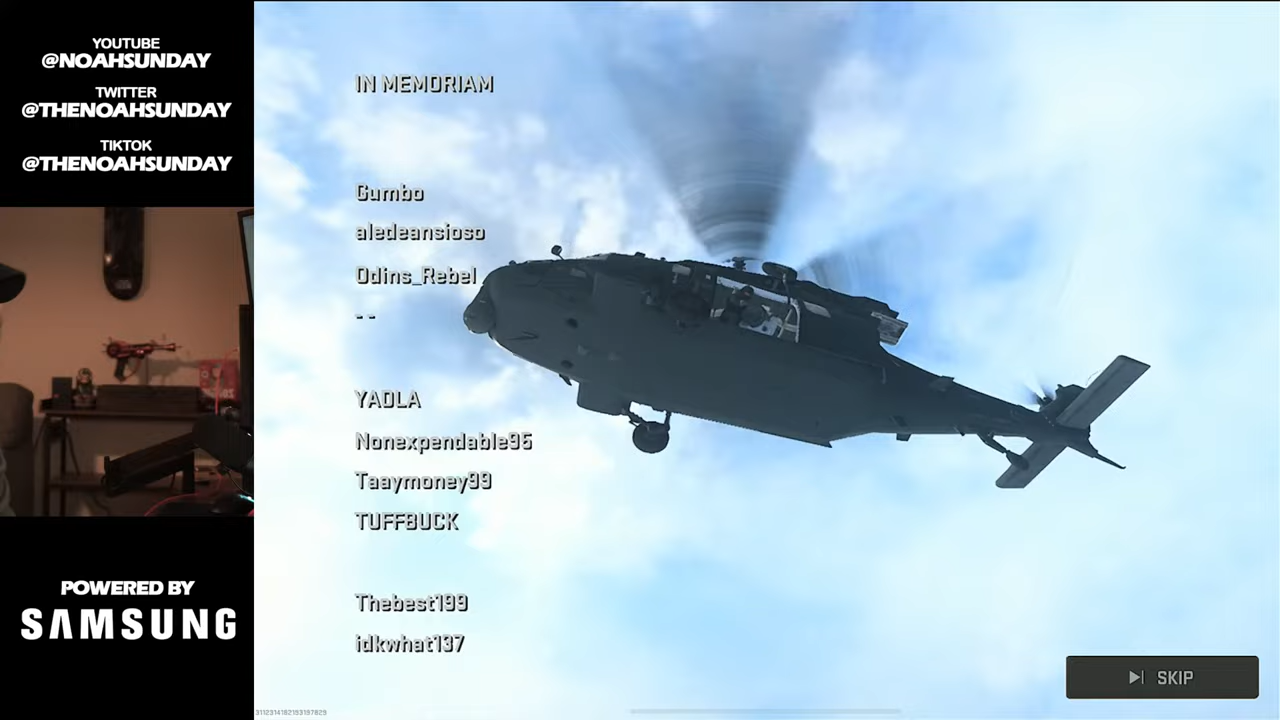 YOUTUBE
@NOAHSUNDAY
TWITTER
@THENOAHSUNDAY
TIKTOK
@THENOAHSUNDAY
POWERED BY
SAMSUNG
IN MEMORIAM
Gumbo
aledeansioso
Odins_Rebel
- -
YADLA
Nonexpendable95
Taaymoney99
TUFFBUCK
Thebest199
idkwhat137
SKIP